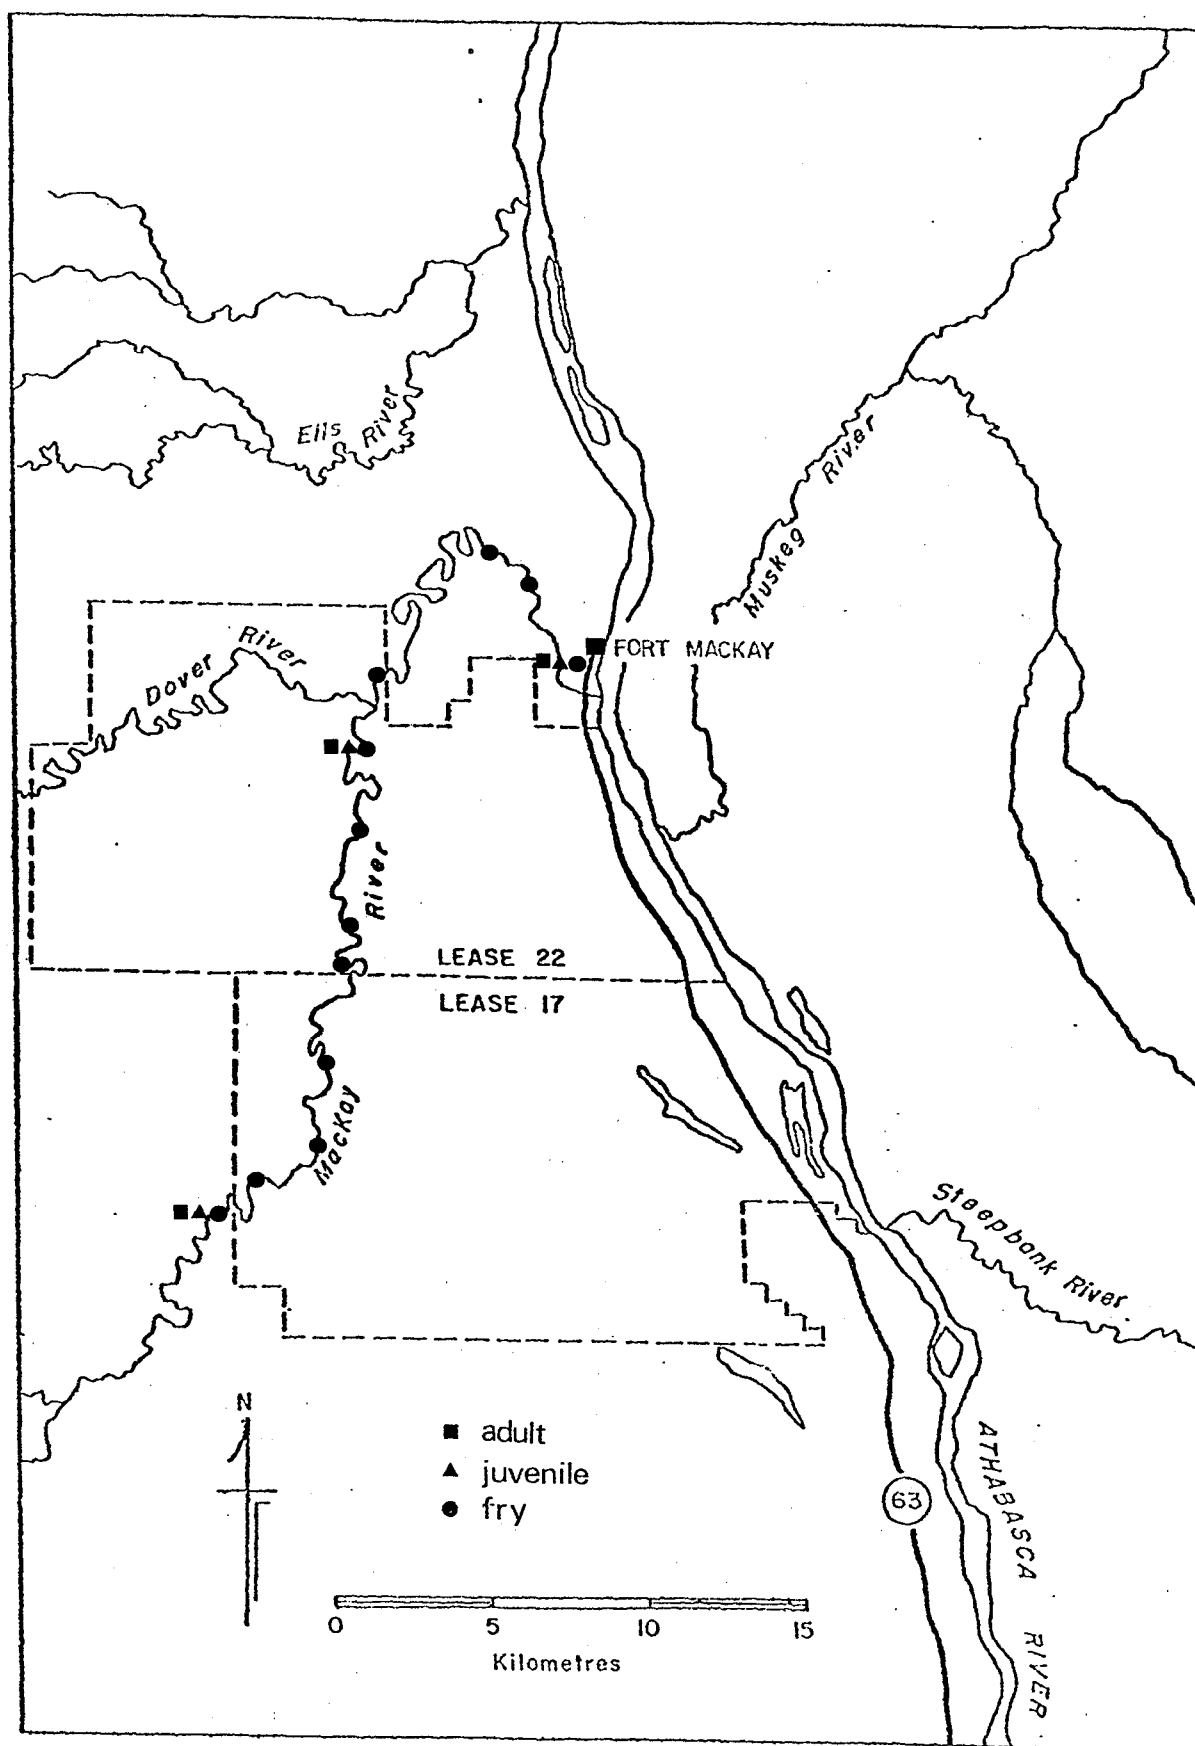 Ells
River
River
Muskeg
Dover
River
FORT MACKAY
River
LEASE 22
LEASE 17
MacKay
Steepbank
River
N
adult
juvenile
fry
63
ATHABASCA
RIVER
0 5 10 15
Kilometres